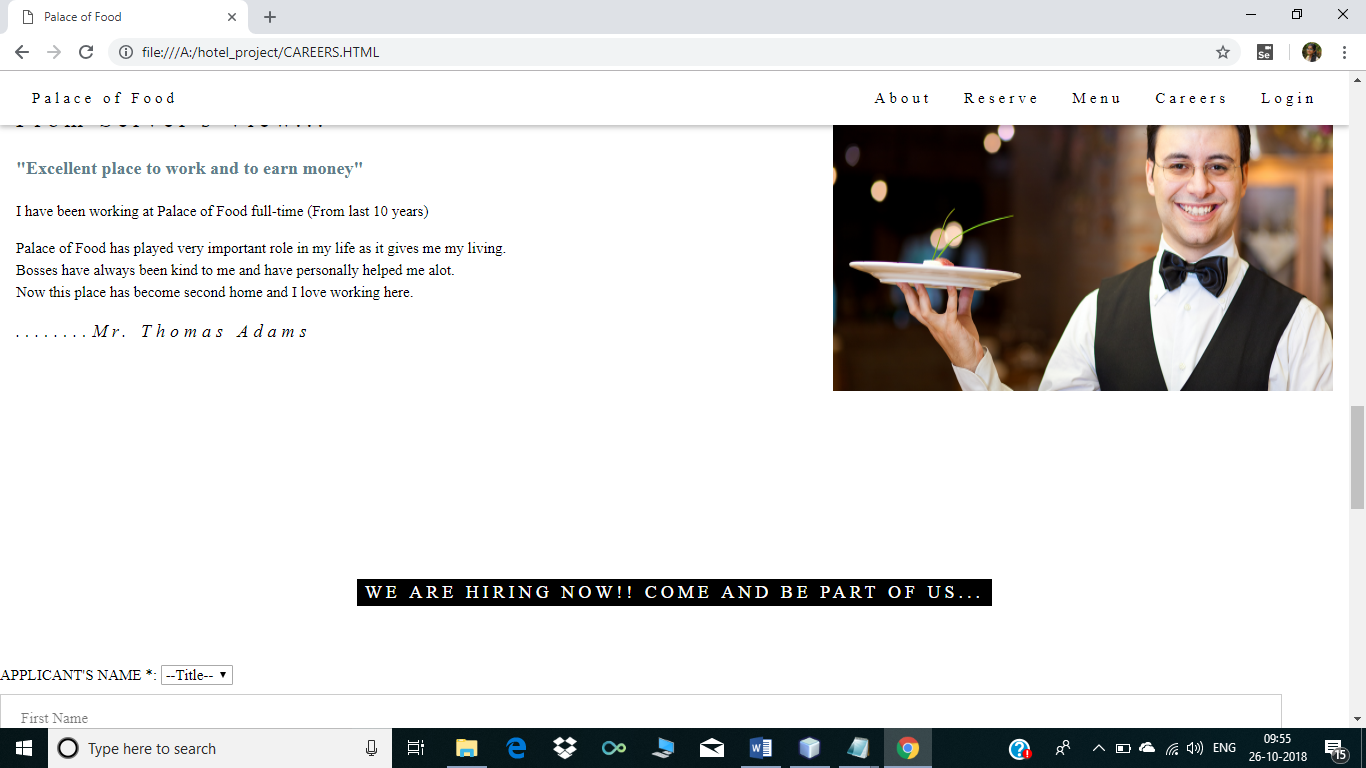 Palace of Food
file:///A:/hotel_project/CAREERS.HTML
Se
Palace of Food About Reserve Menu Careers Login
From Server's View...
"Excellent place to work and to earn money"
I have been working at Palace of Food full-time (From last 10 years)
Palace of Food has played very important role in my life as it gives me my living.
Bosses have always been kind to me and have personally helped me alot.
Now this place has become second home and I love working here.
........Mr. Thomas Adams
WE ARE HIRING NOW!! COME AND BE PART OF US...
APPLICANT'S NAME *: --Title--
First Name
Type here to search
ENG
09:55
26-10-2018
15